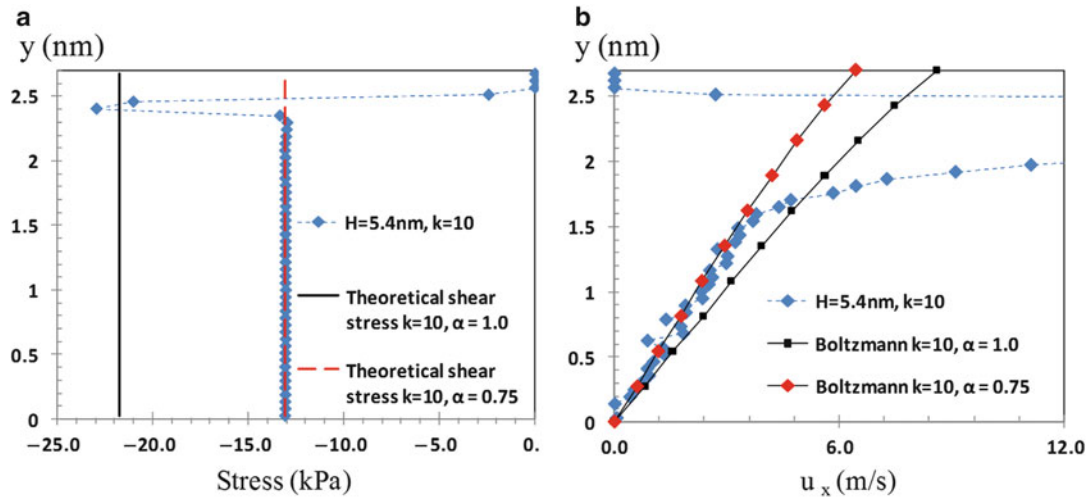 a
y (nm)
2.5
2
1.5
1
0.5
0
−25.0 −20.0 −15.0 −10.0 −5.0 0.
Stress (kPa)
H=5.4nm, k=10
Theoretical shear
stress k=10, α = 1.0
Theoretical shear
stress k=10, α = 0.75
b
y (nm)
2.5
2
1.5
1
0.5
0
0.0 6.0 12.0
u x (m/s)
H=5.4nm, k=10
Boltzmann k=10, α = 1.0
Boltzmann k=10, α = 0.75